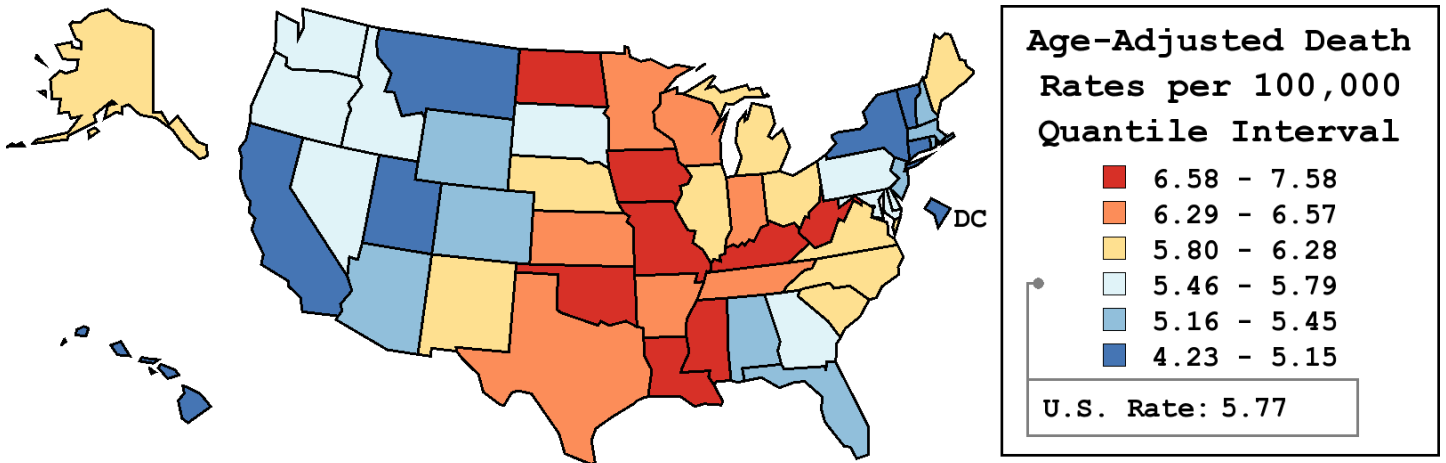 DC
Age-Adjusted Death
Rates per 100,000
Quantile Interval
6.58 - 7.58
6.29 - 6.57
5.80 - 6.28
5.46 - 5.79
5.16 - 5.45
4.23 - 5.15
U.S. Rate: 5.77